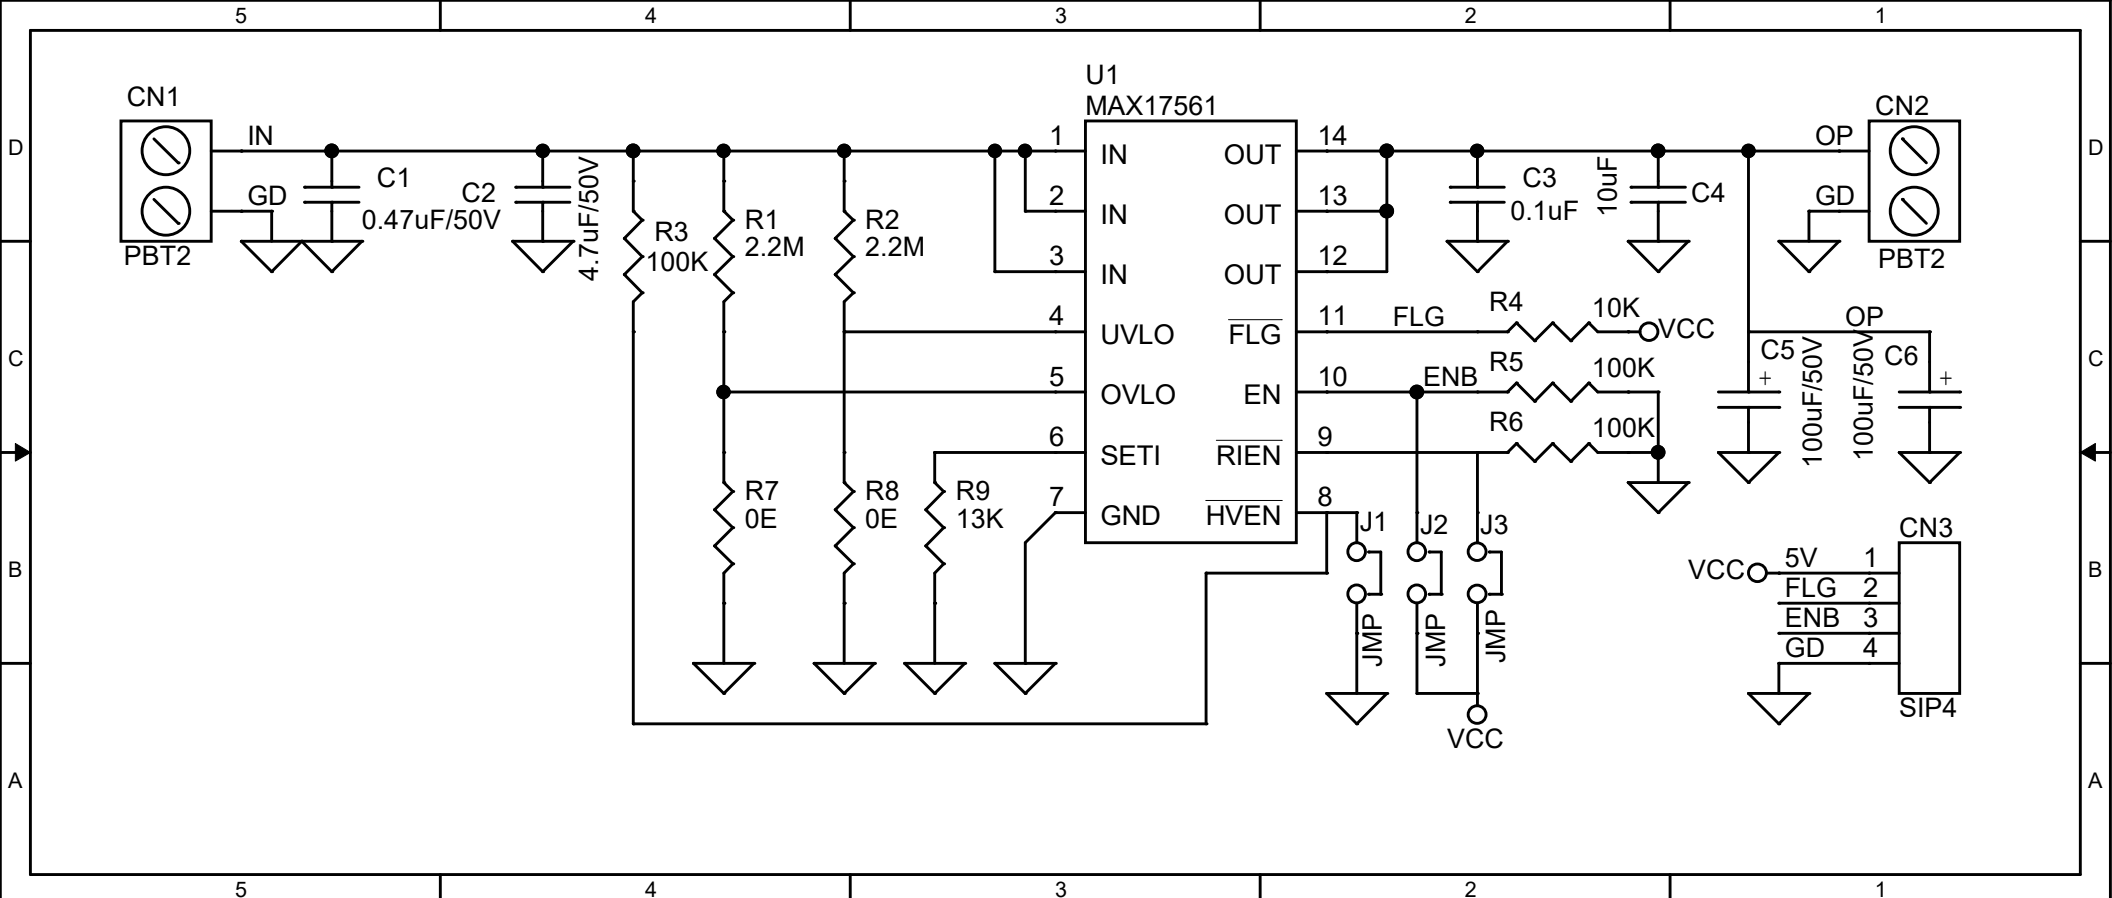 5 4 3 2 1
U1
MAX17561
CN1
CN2
D
D
IN
GD
PBT2
C1
0.47uF/50V
C2
4.7uF/50V
R3
100K
R1
2.2M
R2
2.2M
1 IN
2 IN
3 IN
4 UVLO
5 OVLO
6 SETI
7 GND
OUT 14
OUT 13
OUT 12
FLG 11
EN 10
RIEN 9
HVEN 8
C3
0.1uF
10uF
C4
OP
GD
PBT2
FLG
R4
10K
VCC
ENB
R5
100K
R6
100K
OP
C5
+
100uF/50V
100uF/50V
C6
+
C
C
R7
0E
R8
0E
R9
13K
J1
J2
J3
JMP
JMP
JMP
VCC
CN3
VCC
5V 1
FLG 2
ENB 3
GD 4
SIP4
B
B
A
A
5 4 3 2 1